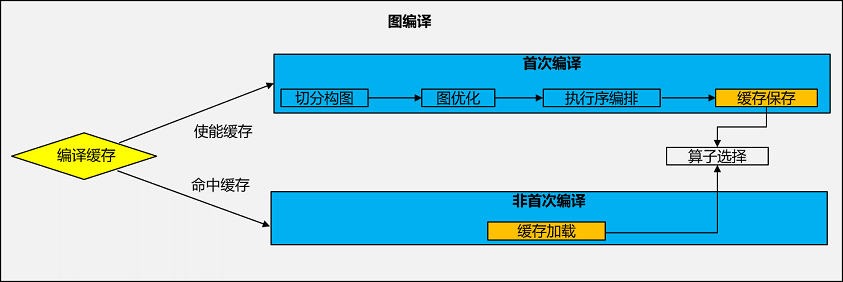 图编译
首次编译
切分构图
图优化
执行序编排
缓存保存
使能缓存
编译缓存
算子选择
命中缓存
非首次编译
缓存加载